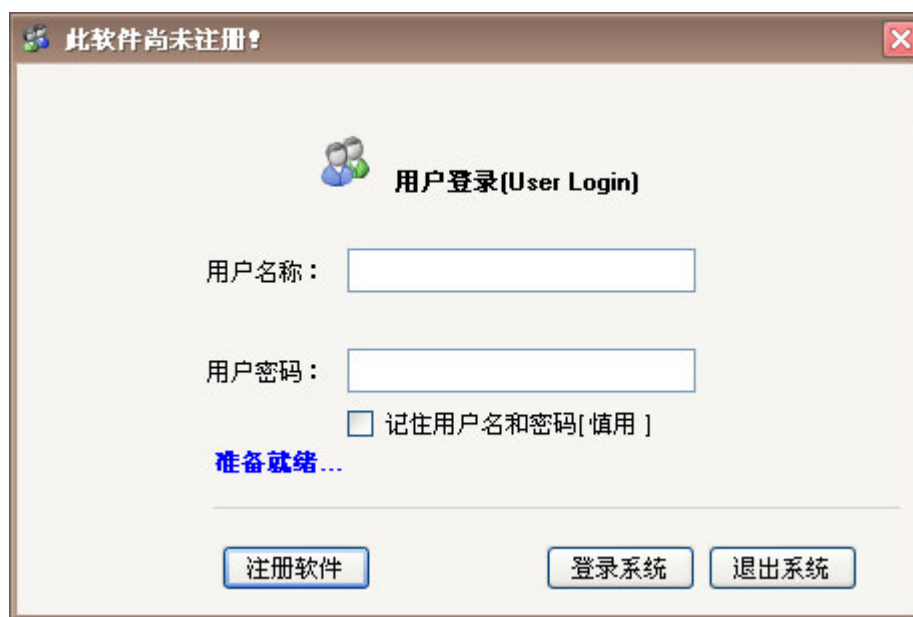 此软件尚未注册!
用户登录(User Login)
用户名称：
用户密码：
记住用户名和密码[ 慎用 ]
准备就绪...
注册软件 登录系统 退出系统